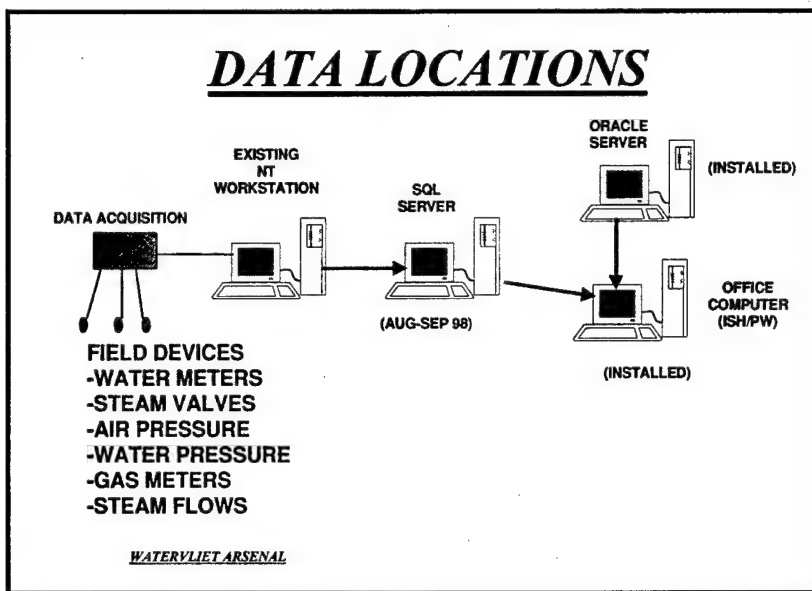 DATA LOCATIONS
ORACLE
SERVER
(INSTALLED)
EXISTING
NT
WORKSTATION
SQL
SERVER
DATA ACQUISITION
OFFICE
COMPUTER
(ISH/PW)
(AUG-SEP 98)
(INSTALLED)
FIELD DEVICES
-WATER METERS
-STEAM VALVES
-AIR PRESSURE
-WATER PRESSURE
-GAS METERS
-STEAM FLOWS
WATERVLIET ARSENAL